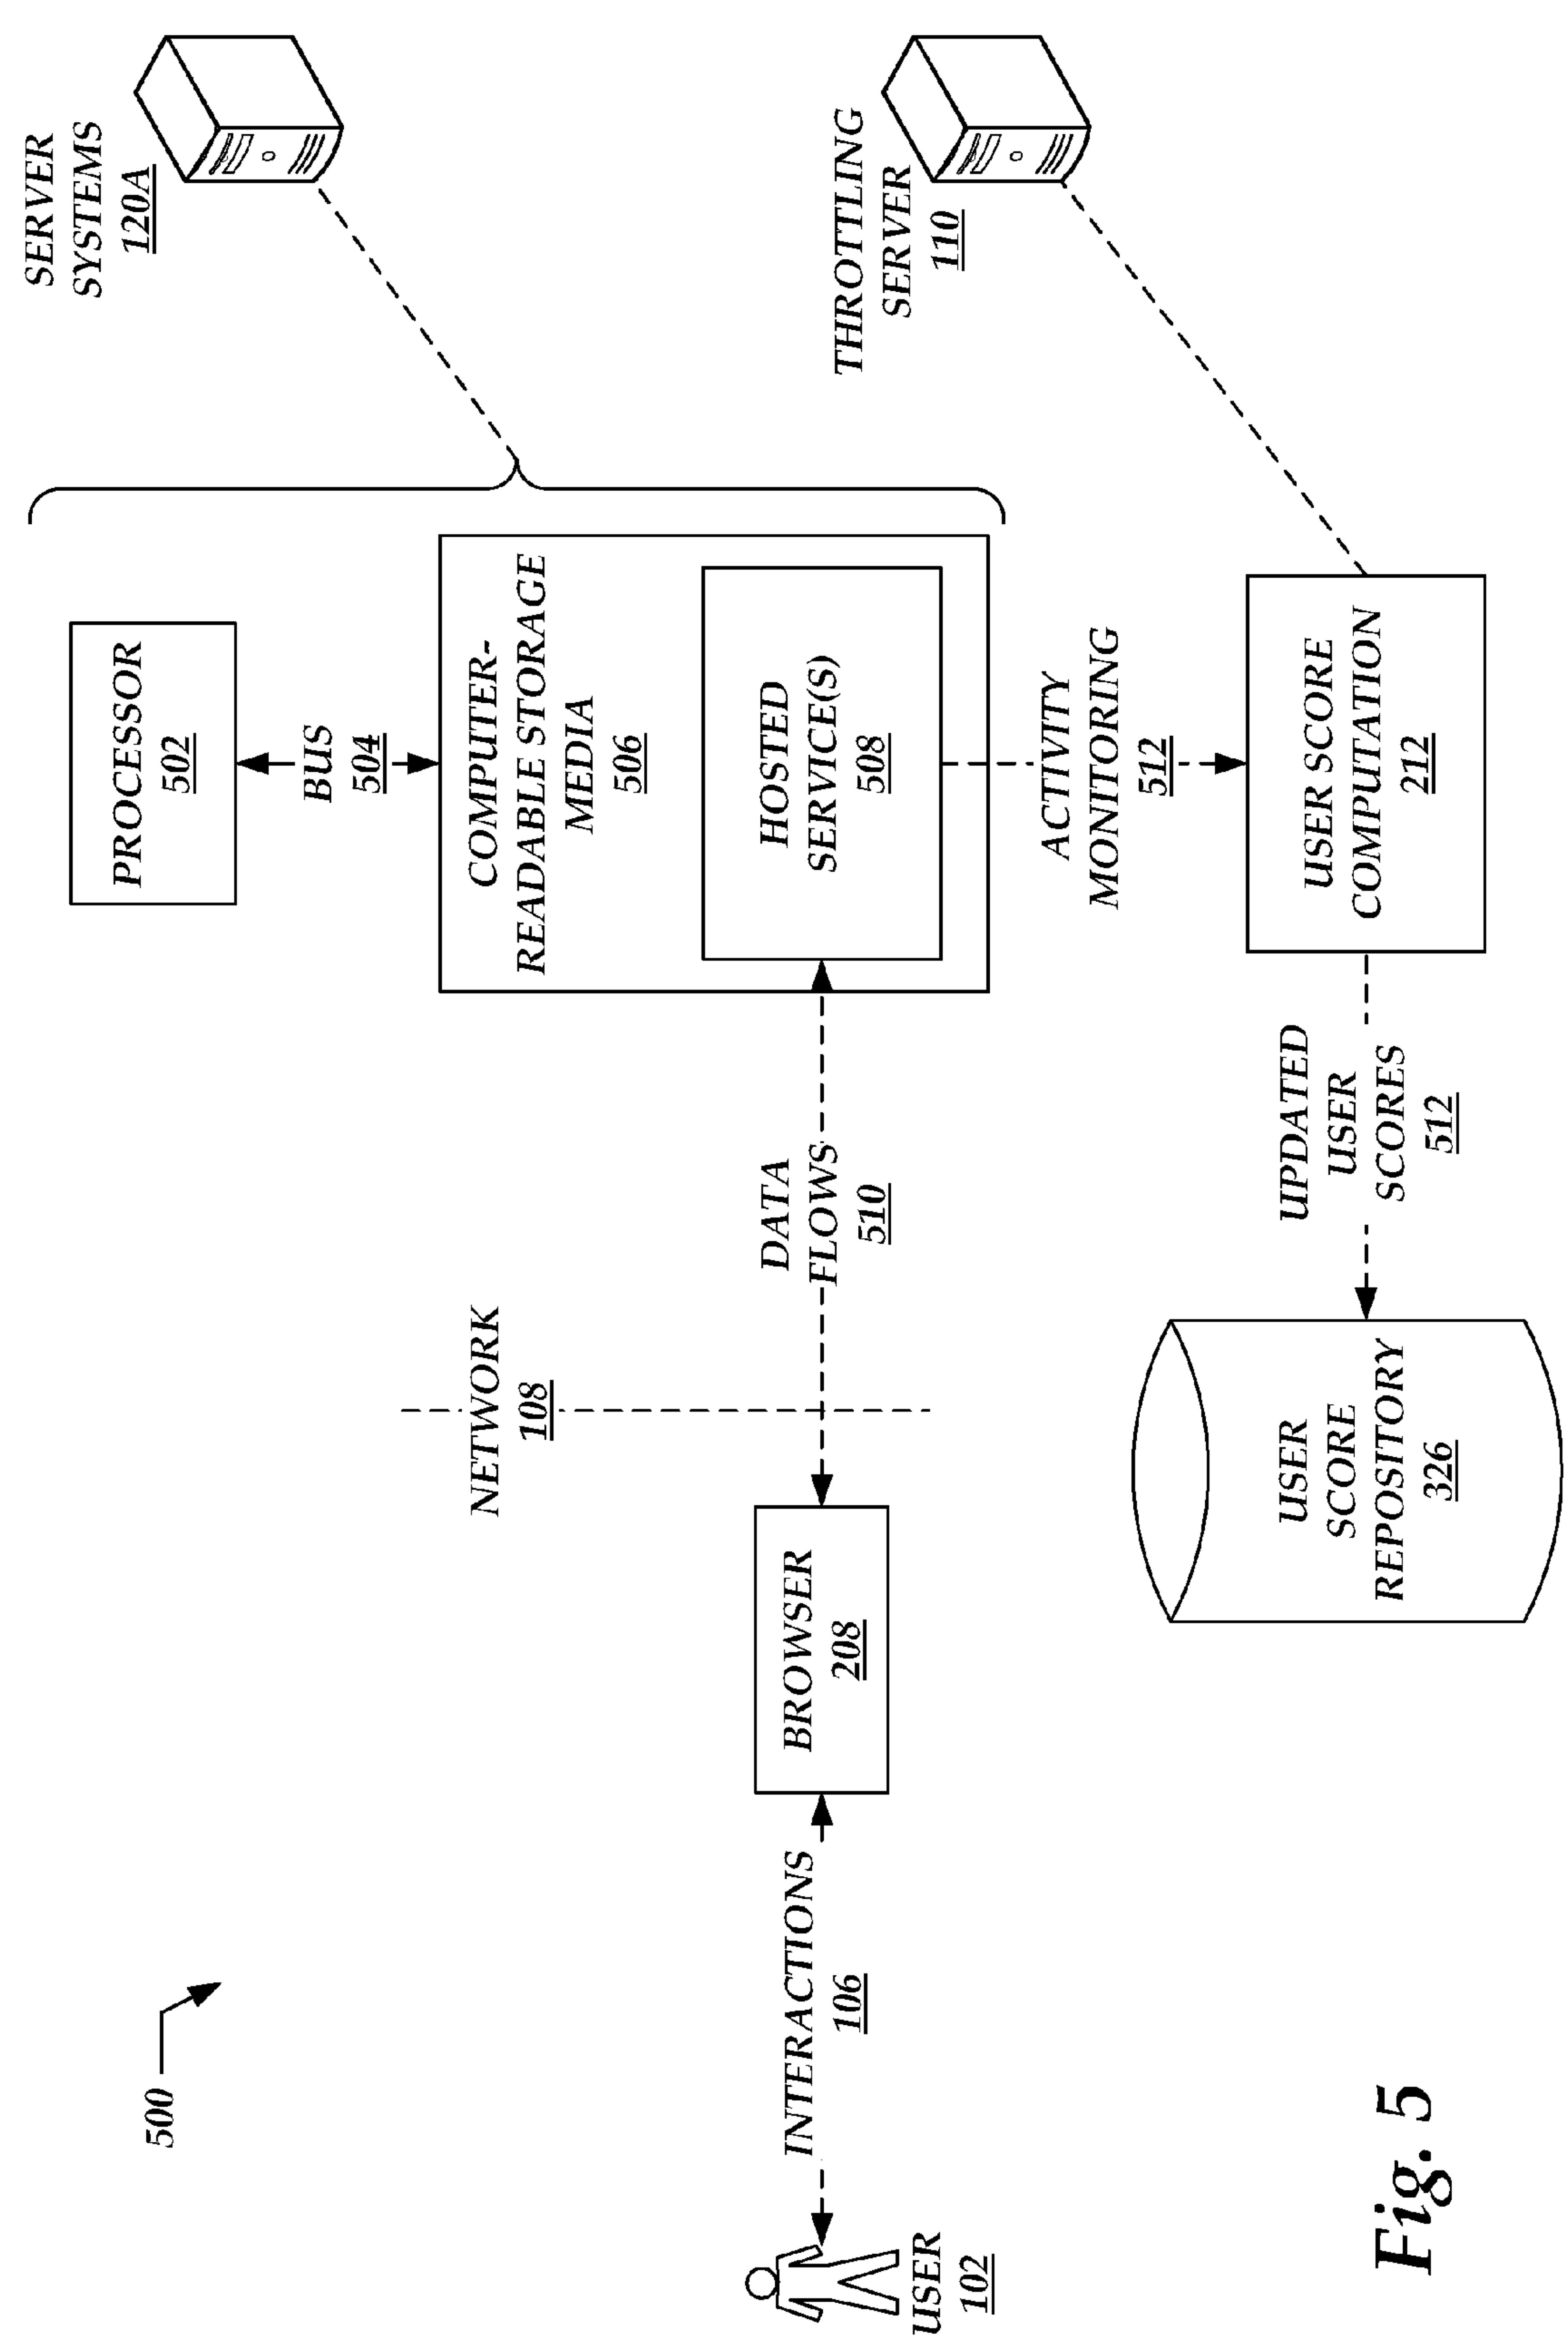 500
SERVER
SYSTEMS
120A
PROCESSOR
502
BUS
504
NETWORK
108
COMPUTER-
READABLE STORAGE
MEDIA
506
THROTTLING
SERVER
110
USER
102
INTERACTIONS
106
BROWSER
208
DATA
FLOWS
510
HOSTED
SERVICE(S)
508
ACTIVITY
MONITORING
512
USER
SCORE
REPOSITORY
326
UPDATED
USER
SCORES
512
USER SCORE
COMPUTATION
212
Fig. 5